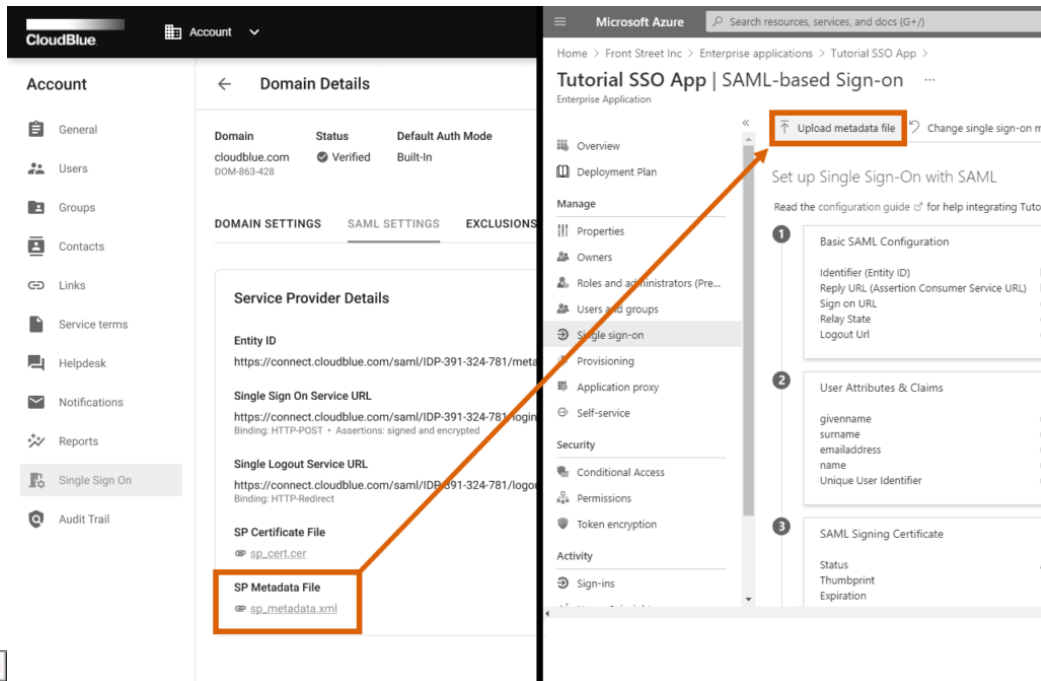 CloudBlue
Account
Account
General
Users
Groups
Contacts
Links
Service terms
Helpdesk
Notifications
Reports
Single Sign On
Audit Trail
Domain Details
Domain Status Default Auth Mode
cloudblue.com Verified Built-In
DOM-863-428
DOMAIN SETTINGS SAML SETTINGS EXCLUSIONS
Service Provider Details
Entity ID
https://connect.cloudblue.com/saml/IDP-391-324-781/meta
Single Sign On Service URL
https://connect.cloudblue.com/saml/IDP-391-324-781/login
Binding: HTTP-POST • Assertions: signed and encrypted
Single Logout Service URL
https://connect.cloudblue.com/saml/IDP-391-324-781/logou
Binding: HTTP-Redirect
SP Certificate File
sp_cert.cer
SP Metadata File
sp_metadata.xml
Microsoft Azure
Search resources, services, and docs (G+/)
Home > Front Street Inc > Enterprise applications > Tutorial SSO App >
Tutorial SSO App | SAML-based Sign-on ...
Enterprise Application
«
Overview
Deployment Plan
Manage
Properties
Owners
Roles and administrators (Pre...
Users and groups
Single sign-on
Provisioning
Application proxy
Self-service
Security
Conditional Access
Permissions
Token encryption
Activity
Sign-ins
Upload metadata file Change single sign-on m
Set up Single Sign-On with SAML
Read the configuration guide for help integrating Tuto
1
Basic SAML Configuration
Identifier (Entity ID)
Reply URL (Assertion Consumer Service URL)
Sign on URL
Relay State
Logout Url
2
User Attributes & Claims
givenname
surname
emailaddress
name
Unique User Identifier
3
SAML Signing Certificate
Status
Thumbprint
Expiration